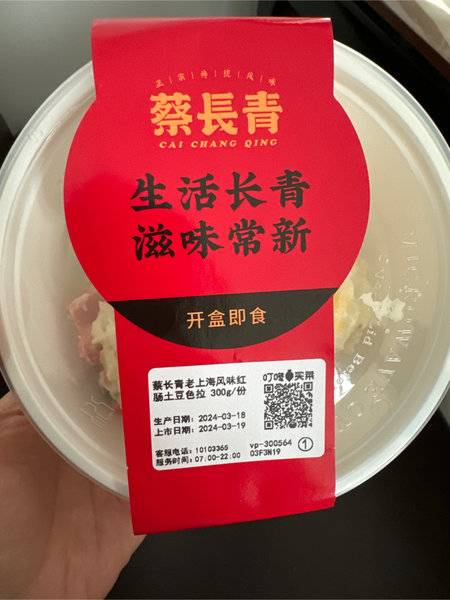 正宗传统风味
蔡長青
CAI CHANG QING
生活长青
滋味常新
开盒即食
叮咚买菜
蔡长青老上海风味红
肠土豆色拉 300g/份
生产日期: 2024-03-18
上市日期: 2024-03-19
客服电话: 10103365
服务时间: 07.00-22.00
vp-300564
03F3N19
①